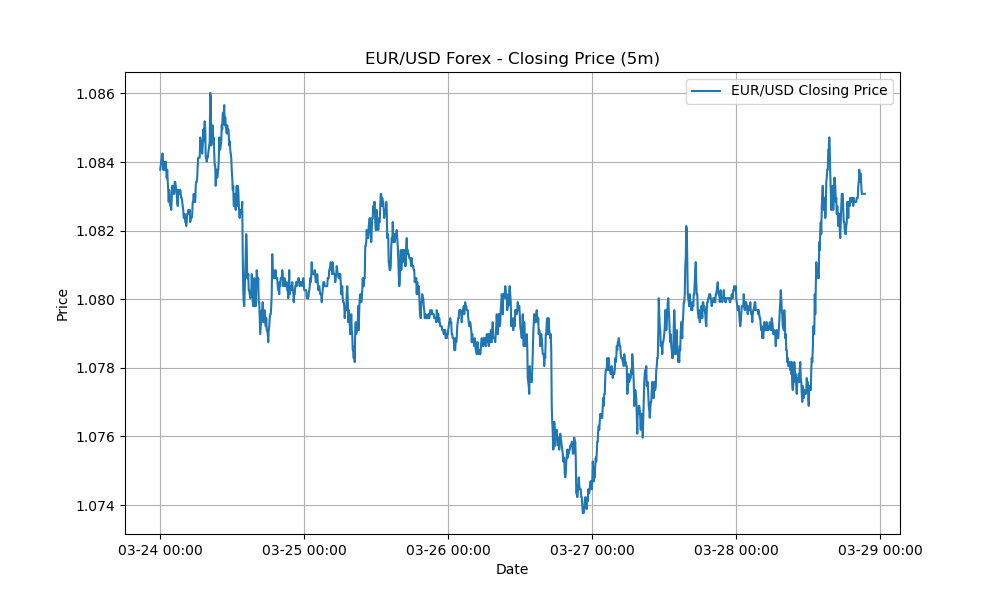 EUR/USD Forex - Closing Price (5m)
EUR/USD Closing Price
1.086
1.084
1.082
1.080
1.078
1.076
1.074
Price
03-24 00:00 03-25 00:00 03-26 00:00 03-27 00:00 03-28 00:00 03-29 00:00
Date